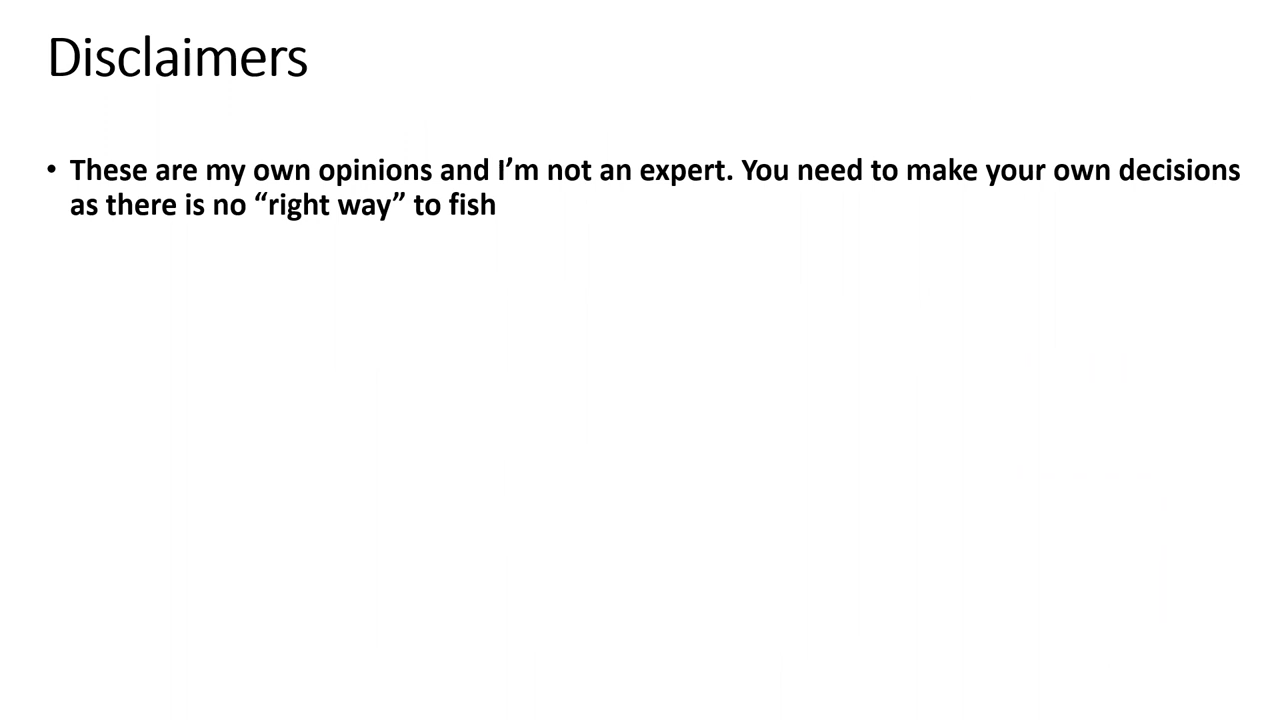 Disclaimers
• These are my own opinions and I’m not an expert. You need to make your own decisions
as there is no “right way” to fish